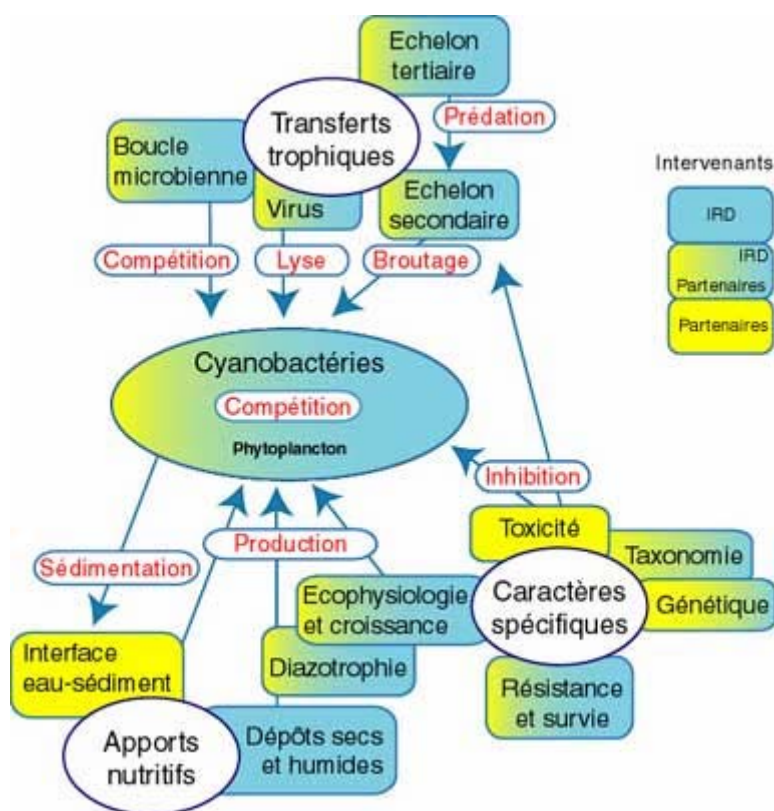 Echelon
tertiaire
Prédation
Transferts
trophiques
Boucle
microbienne
Virus
Echelon
secondaire
Compétition
Lyse
Broutage
Intervenants
IRD
IRD
Partenaires
Partenaires
Cyanobactéries
Compétition
Phytoplancton
Inhibition
Sédimentation
Production
Toxicité
Taxonomie
Caractères
spécifiques
Génétique
Ecophysiologie
et croissance
Interface
eau-sédiment
Diazotrophie
Résistance
et survie
Apports
nutritifs
Dépôts secs
et humides